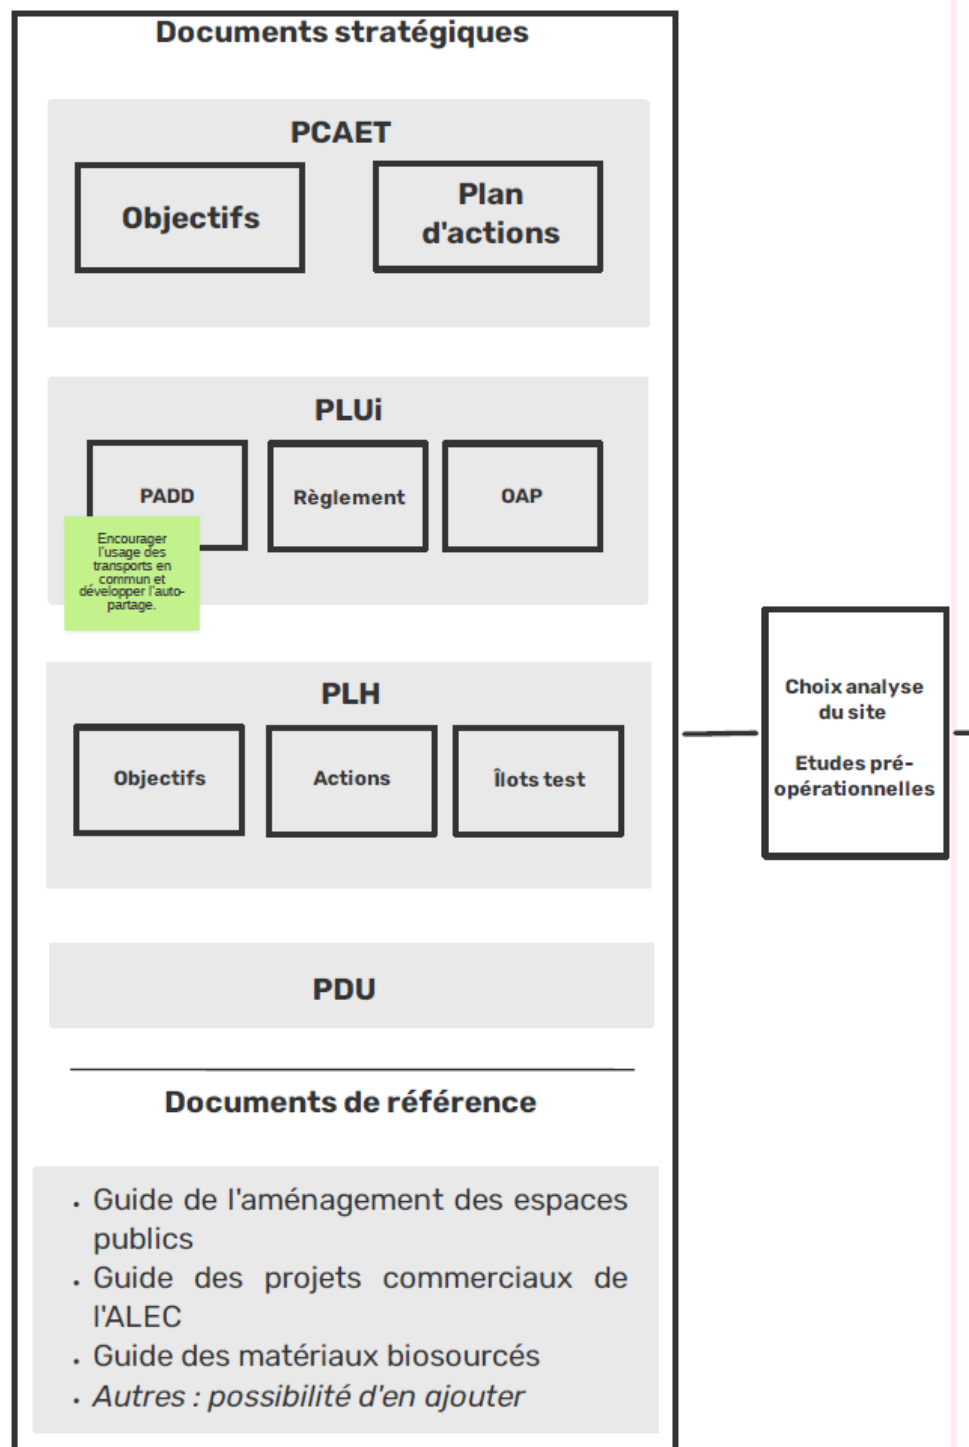 Documents stratégiques
PCAET
Objectifs
Plan
d'actions
PLUi
PADD
Règlement
OAP
Encourager
l'usage des
transports en
commun et
développer l'auto-
partage.
PLH
Objectifs
Actions
Îlots test
PDU
Documents de référence
• Guide de l'aménagement des espaces
publics
• Guide des projets commerciaux de
l'ALEC
• Guide des matériaux biosourcés
• Autres : possibilité d'en ajouter
Choix analyse
du site
Etudes pré-
opérationnelles